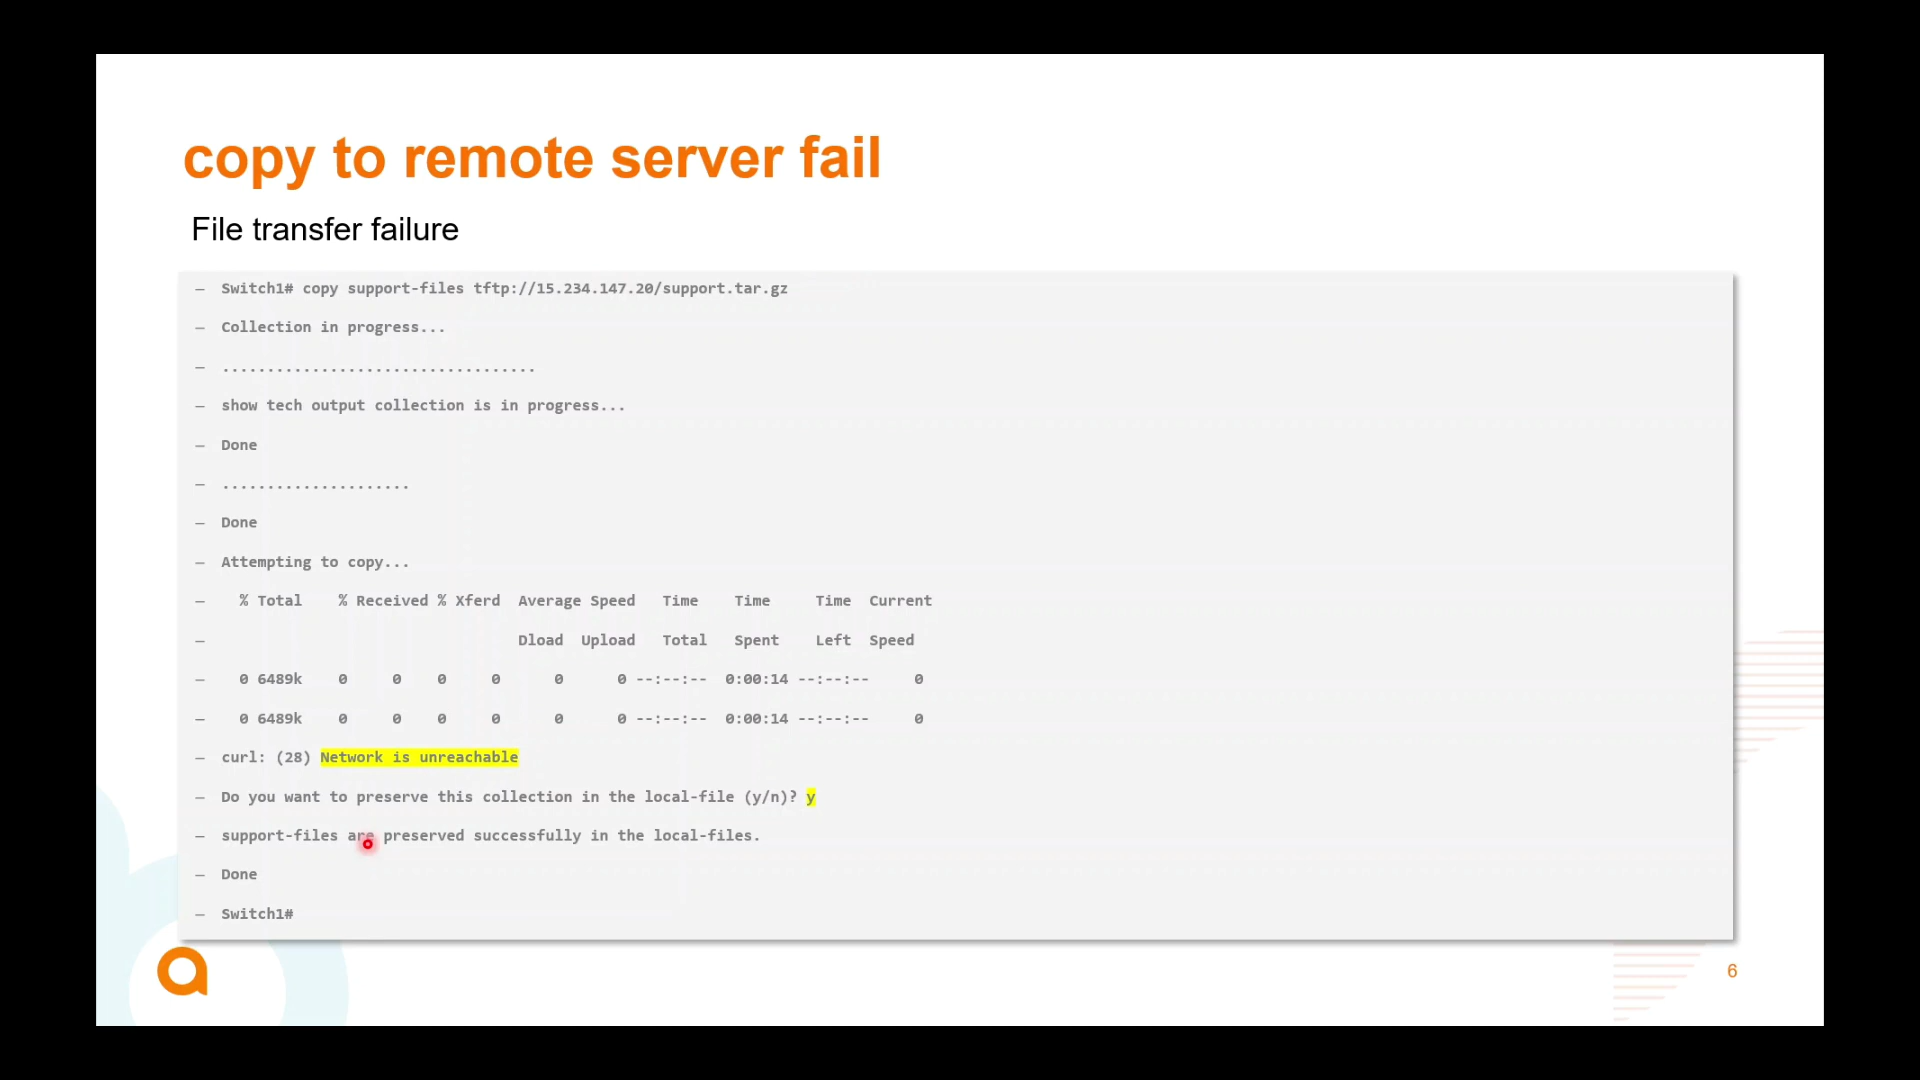 copy to remote server fail
File transfer failure
– Switch1# copy support-files tftp://15.234.147.20/support.tar.gz
– Collection in progress...
– ...................................
– show tech output collection is in progress...
– Done
– .....................
– Done
– Attempting to copy...
– % Total % Received % Xferd Average Speed Time Time Time Current
– Dload Upload Total Spent Left Speed
– 0 6489k 0 0 0 0 0 0 --:--:-- 0:00:14 --:--:-- 0
– 0 6489k 0 0 0 0 0 0 --:--:-- 0:00:14 --:--:-- 0
– curl: (28) Network is unreachable
– Do you want to preserve this collection in the local-file (y/n)? y
– support-files are preserved successfully in the local-files.
– Done
– Switch1#
6